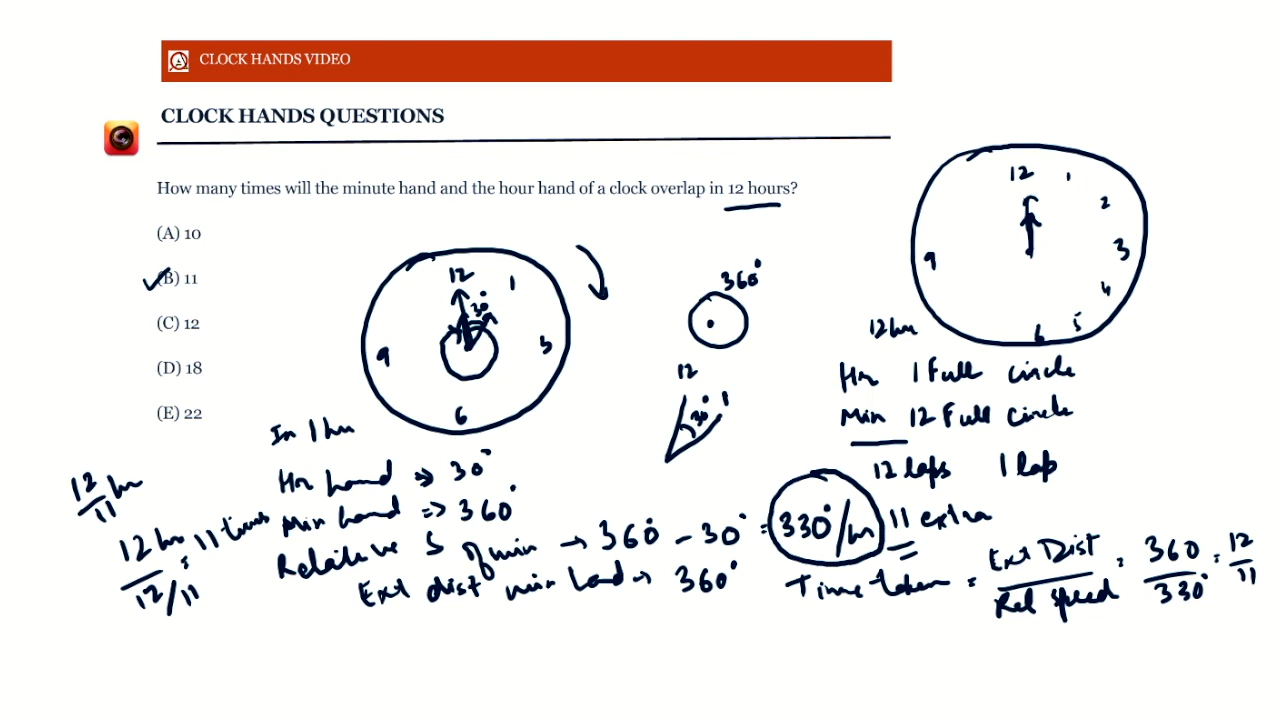 CLOCK HANDS VIDEO
CLOCK HANDS QUESTIONS
How many times will the minute hand and the hour hand of a clock overlap in 12 hours?
(A) 10
(B) 11
(C) 12
(D) 18
(E) 22
12
1
30°
3
9
6
360°
12
1
30°
12
1
2
3
4
5
6
9
12 hr
Hr 1 Full circle
Min 12 Full circle
12 laps 1 lap
11 extra
In 1 hr
Hr hand => 30°
Min hand => 360°
Relative S of min → 360° - 30° = 330°/hr
Ext dist min hand → 360°
Time taken = Ext Dist / Rel speed = 360 / 330° = 12 / 11
12/11 hr
12 hr / 12/11 = 11 times